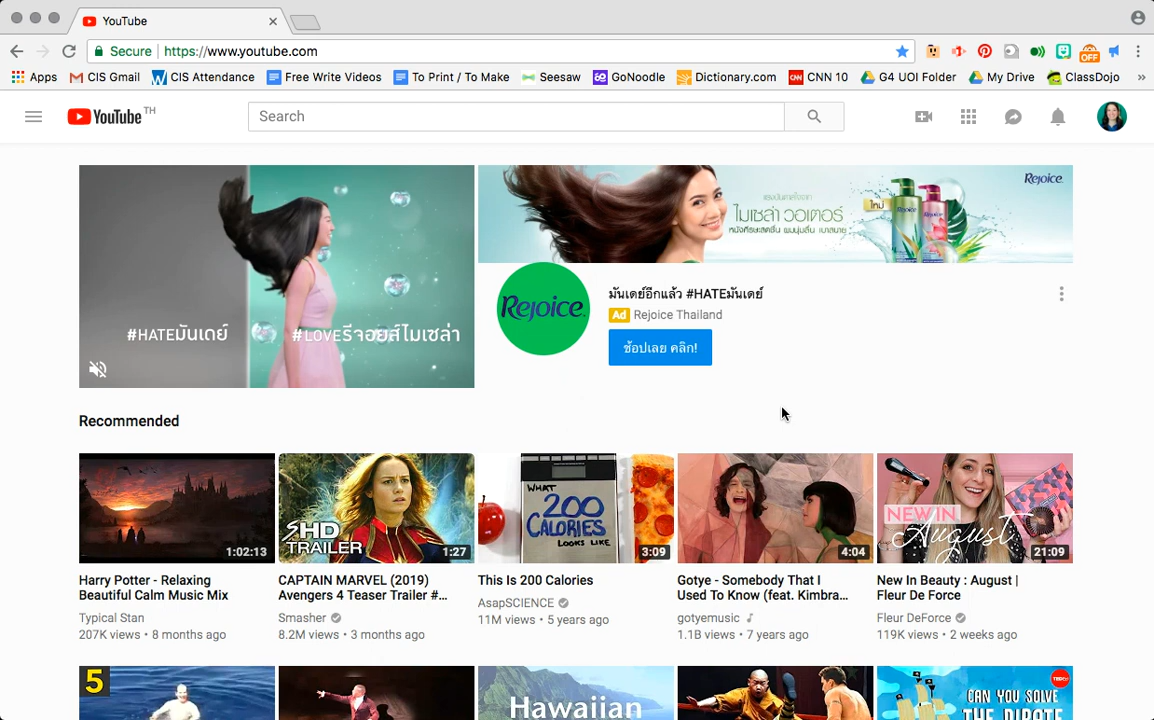 YouTube
Secure
https://www.youtube.com
OFF
Apps
CIS Gmail
CIS Attendance
Free Write Videos
To Print / To Make
Seesaw
GoNoodle
Dictionary.com
CNN 10
G4 UOI Folder
My Drive
ClassDojo
»
YouTube TH
Search
#HATEมันเดย์
#LOVEรีจอยส์ไมเซล่า
Rejoice
ไมเซล่า วอเตอร์
ใหม่
Rejoice
มันเดย์อีกแล้ว #HATEมันเดย์
Ad Rejoice Thailand
ช้อปเลย คลิก!
Recommended
HD
TRAILER
1:27
1:02:13
WHAT
200
CALORIES
LOOKS LIKE
3:09
4:04
NEW IN
August
21:09
Harry Potter - Relaxing
Beautiful Calm Music Mix
Typical Stan
207K views • 8 months ago
CAPTAIN MARVEL (2019)
Avengers 4 Teaser Trailer #...
Smasher
8.2M views • 3 months ago
This Is 200 Calories
AsapSCIENCE
11M views • 5 years ago
Gotye - Somebody That I
Used To Know (feat. Kimbra...
gotyemusic
1.1B views • 7 years ago
New In Beauty : August |
Fleur De Force
Fleur DeForce
119K views • 2 weeks ago
5
Hawaiian
CAN YOU SOLVE
THE PIRATE